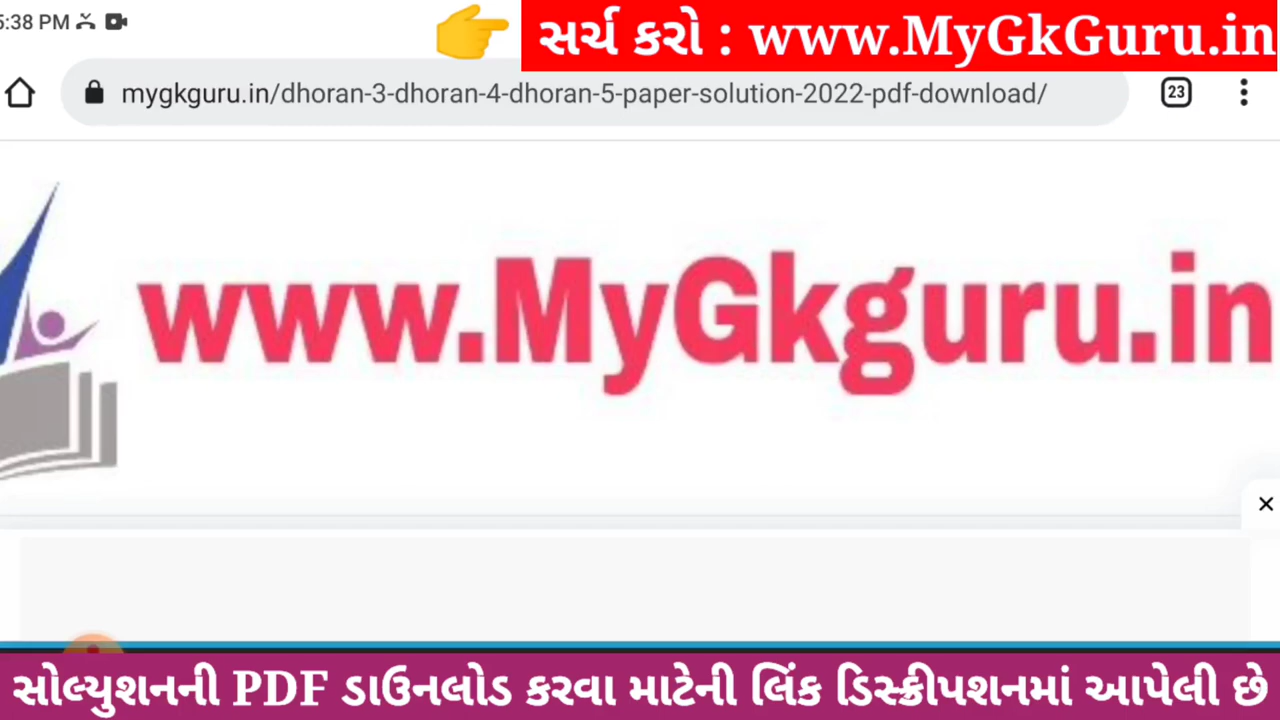 5:38 PM
👉 સર્ચ કરો : www.MyGkGuru.in
mygkguru.in/dhoran-3-dhoran-4-dhoran-5-paper-solution-2022-pdf-download/
23
www.MyGkguru.in
સોલ્યુશનની PDF ડાઉનલોડ કરવા માટેની લિંક ડિસ્ક્રીપશનમાં આપેલી છે